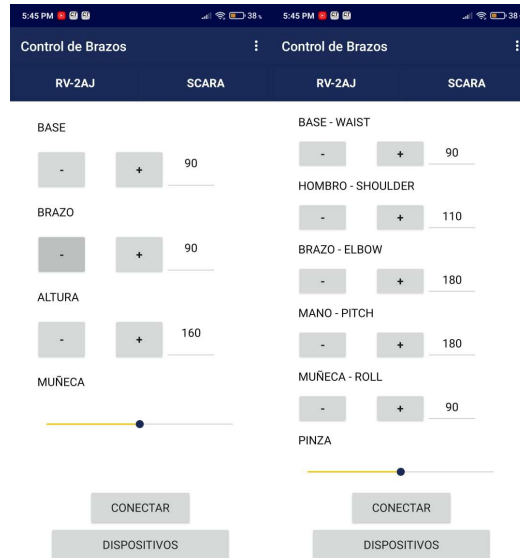 5:45 PM
38
Control de Brazos
RV-2AJ
SCARA
BASE
-
+
90
BRAZO
-
+
90
ALTURA
-
+
160
MUÑECA
CONECTAR
DISPOSITIVOS
5:45 PM
38
Control de Brazos
RV-2AJ
SCARA
BASE - WAIST
-
+
90
HOMBRO - SHOULDER
-
+
110
BRAZO - ELBOW
-
+
180
MANO - PITCH
-
+
180
MUÑECA - ROLL
-
+
90
PINZA
CONECTAR
DISPOSITIVOS